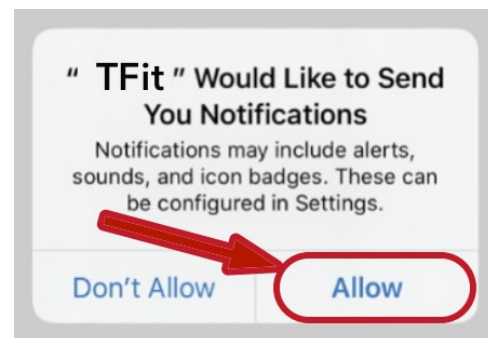 “ TFit ” Would Like to Send
You Notifications
Notifications may include alerts,
sounds, and icon badges. These can
be configured in Settings.
Don’t Allow
Allow